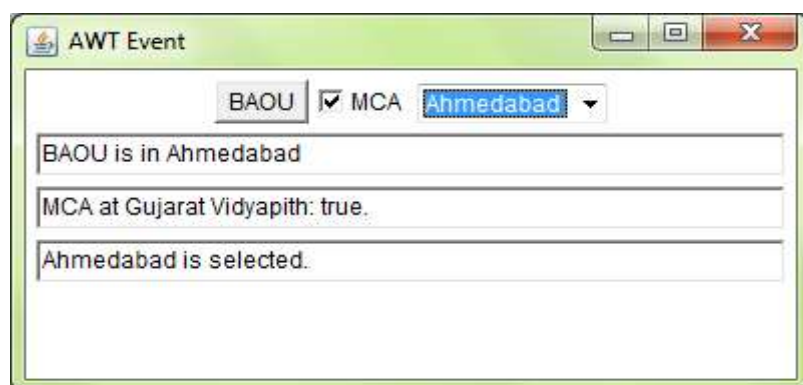 AWT Event
BAOU MCA Ahmedabad
BAOU is in Ahmedabad
MCA at Gujarat Vidyapith: true.
Ahmedabad is selected.